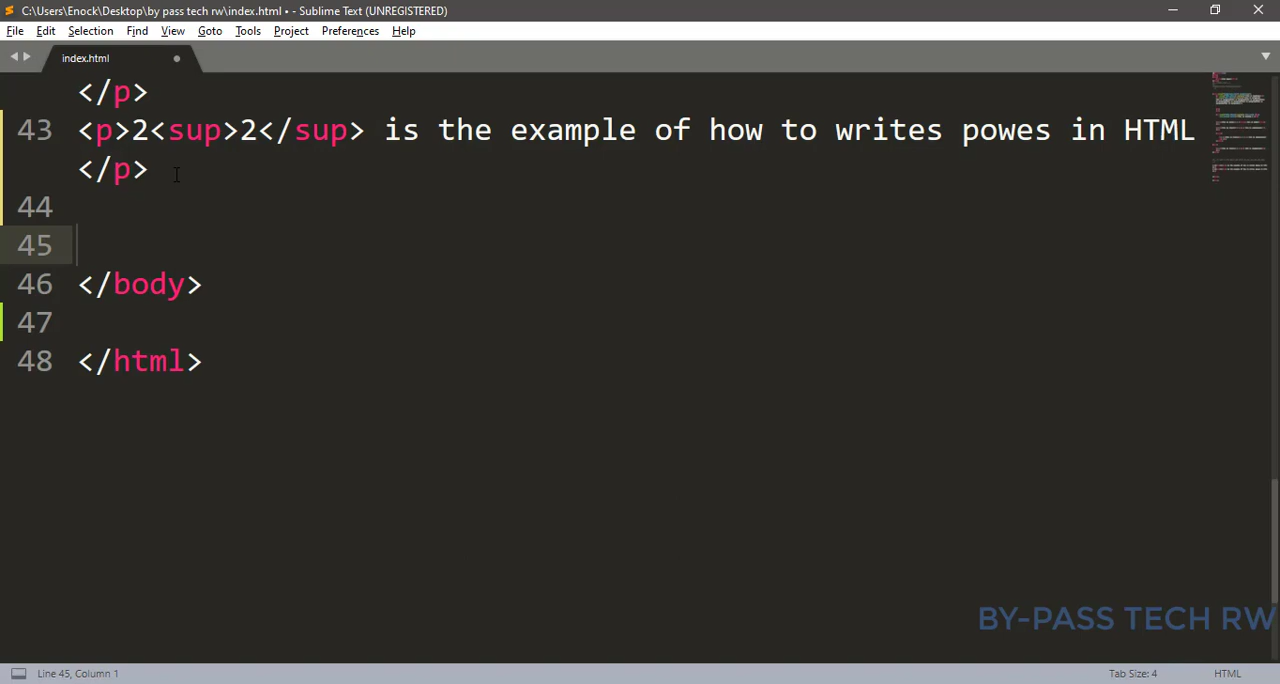 C:\Users\Enock\Desktop\by pass tech rw\index.html • - Sublime Text (UNREGISTERED)
File Edit Selection Find View Goto Tools Project Preferences Help
index.html
</p>
43 <p>2<sup>2</sup> is the example of how to writes powes in HTML
</p>
44
45
46 </body>
47
48 </html>
BY-PASS TECH RW
Line 45, Column 1 Tab Size: 4 HTML